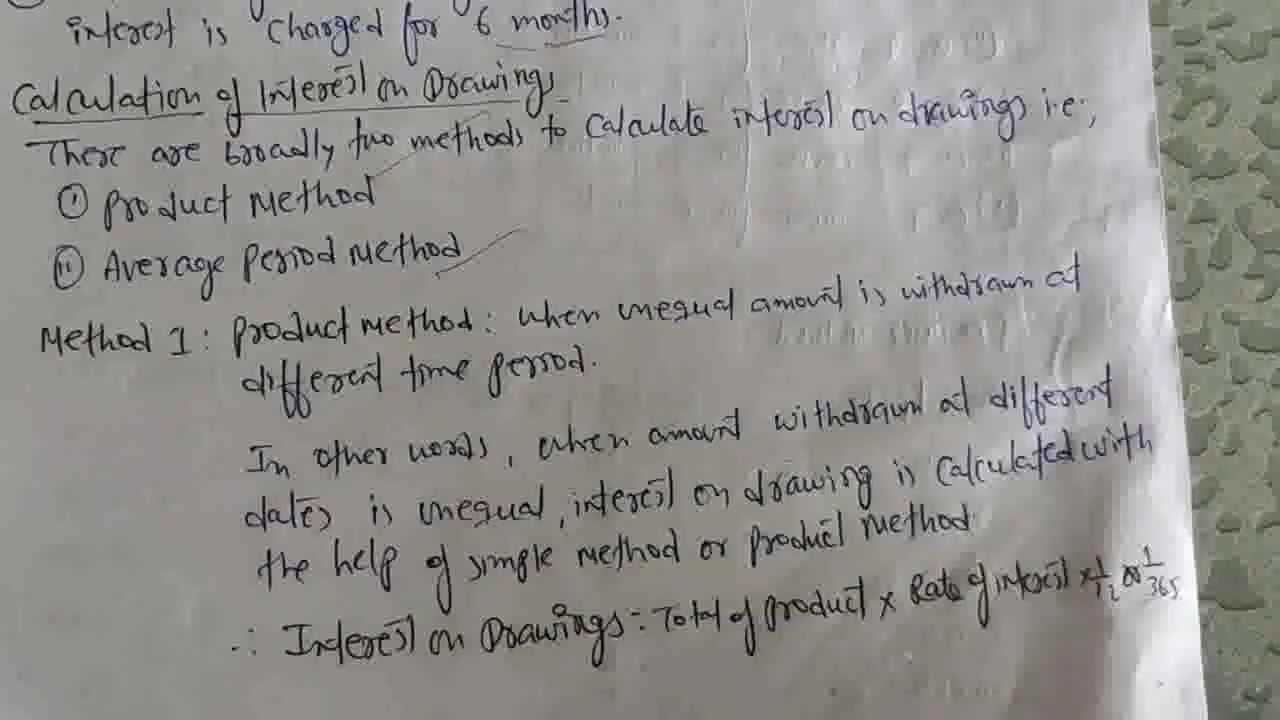 interest is charged for 6 months.
Calculation of Interest on Drawings
There are broadly two methods to calculate interest on drawings i.e;
(i) Product Method
(ii) Average Period Method
Method 1: Product method: when unequal amount is withdrawn at
different time period.
In other words, when amount withdrawn at different
dates is unequal, interest on drawing is calculated with
the help of simple method or product method.
∴ Interest on Drawings = Total of product × Rate of interest × 1/12 or 1/365